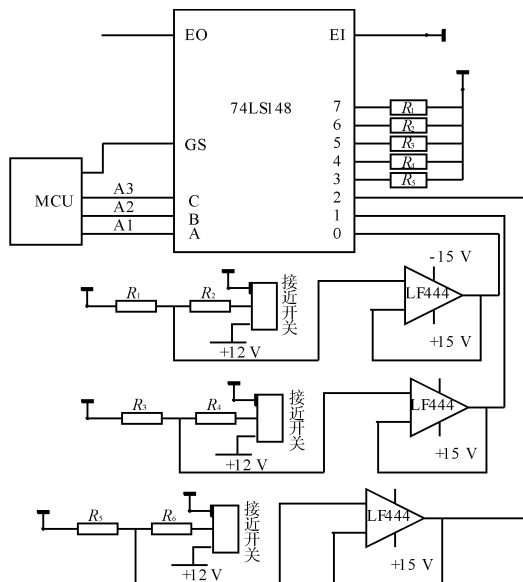 EO
EI
74LS148
7
R₁
6
R₂
5
R₃
GS
4
R₄
3
R₅
MCU
A3
C
2
A2
B
1
A1
A
0
-15 V
R₁
R₂
接近开关
LF444
+12 V
+15 V
R₃
R₄
接近开关
LF444
+12 V
+15 V
R₅
R₆
接近开关
LF444
+12 V
+15 V